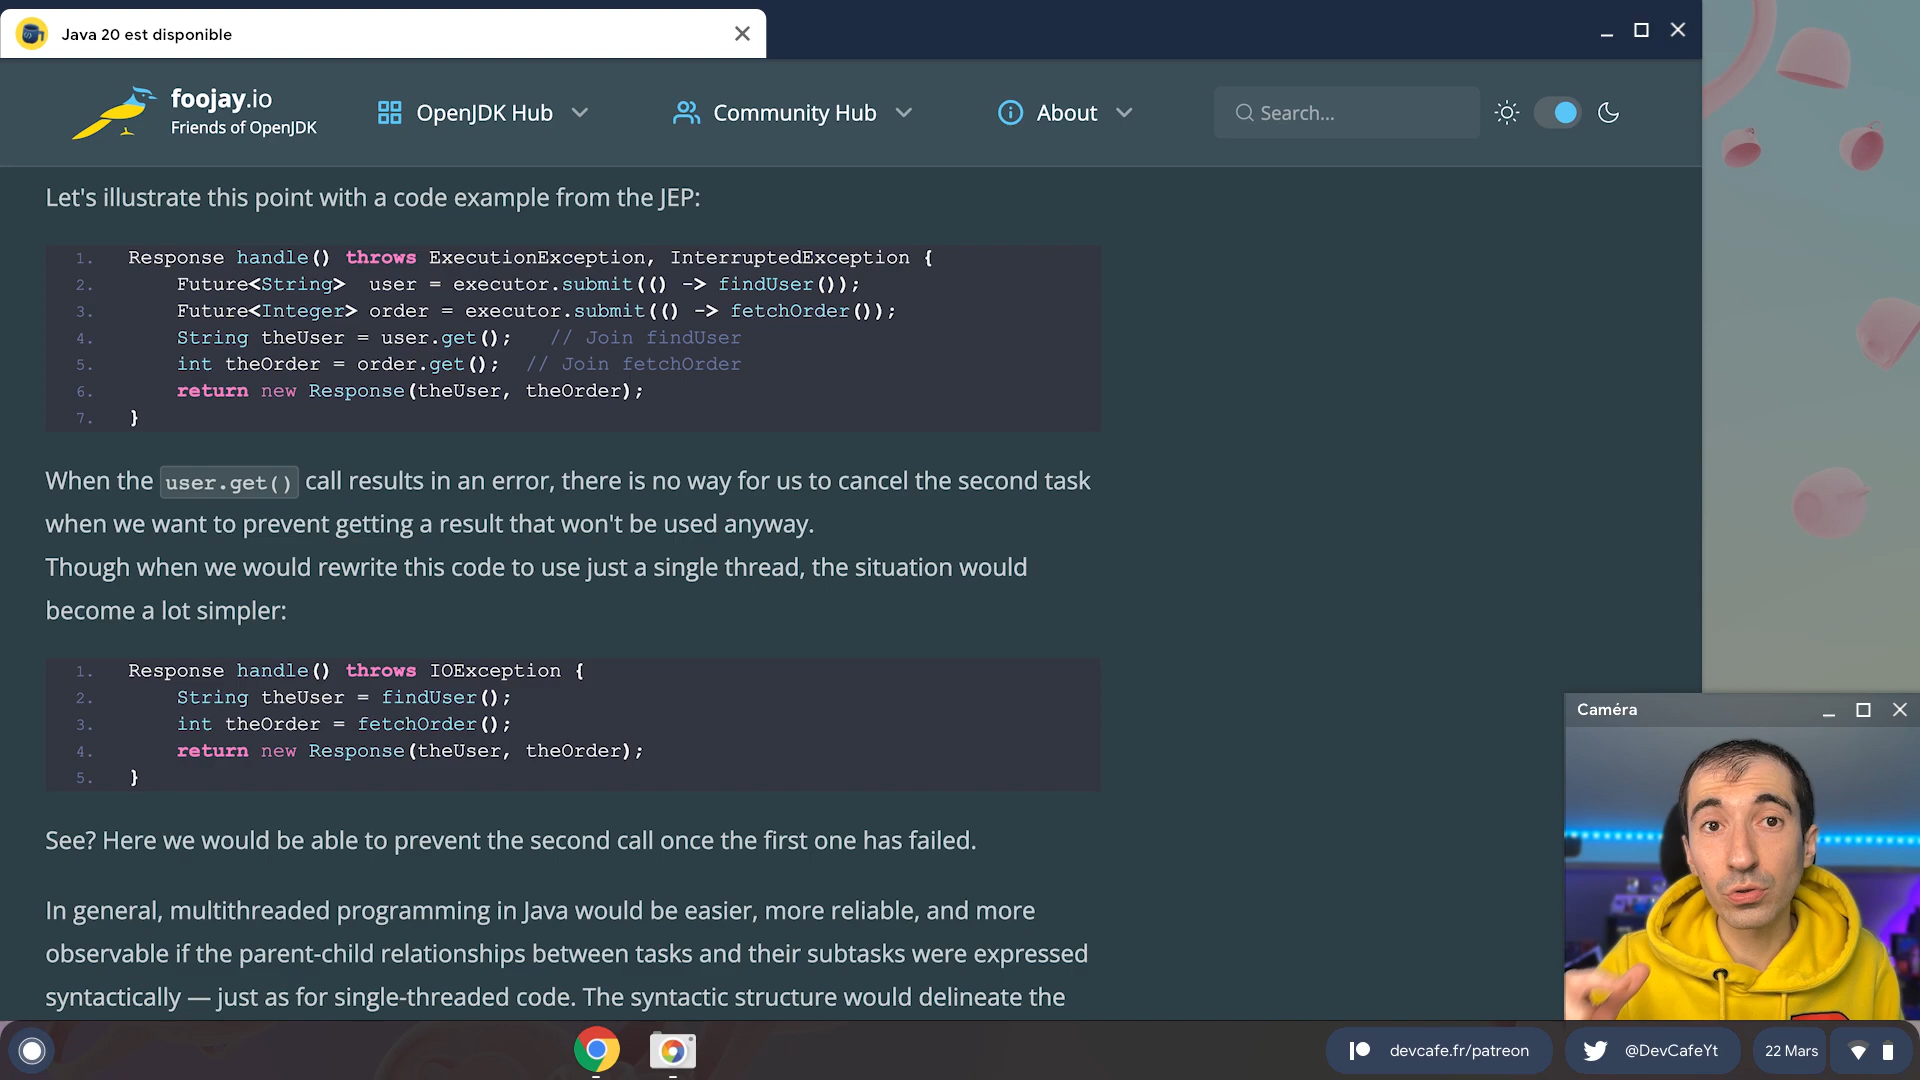 Java 20 est disponible
foojay.io
Friends of OpenJDK
OpenJDK Hub
Community Hub
About
Search...
Let's illustrate this point with a code example from the JEP:
1. Response handle() throws ExecutionException, InterruptedException {
2. Future<String>  user = executor.submit(() -> findUser());
3. Future<Integer> order = executor.submit(() -> fetchOrder());
4. String theUser = user.get();   // Join findUser
5. int theOrder = order.get();  // Join fetchOrder
6. return new Response(theUser, theOrder);
7. }
When the user.get() call results in an error, there is no way for us to cancel the second task
when we want to prevent getting a result that won't be used anyway.
Though when we would rewrite this code to use just a single thread, the situation would
become a lot simpler:
1. Response handle() throws IOException {
2. String theUser = findUser();
3. int theOrder = fetchOrder();
4. return new Response(theUser, theOrder);
5. }
See? Here we would be able to prevent the second call once the first one has failed.
In general, multithreaded programming in Java would be easier, more reliable, and more
observable if the parent-child relationships between tasks and their subtasks were expressed
syntactically — just as for single-threaded code. The syntactic structure would delineate the
Caméra
devcafe.fr/patreon
@DevCafeYt
22 Mars